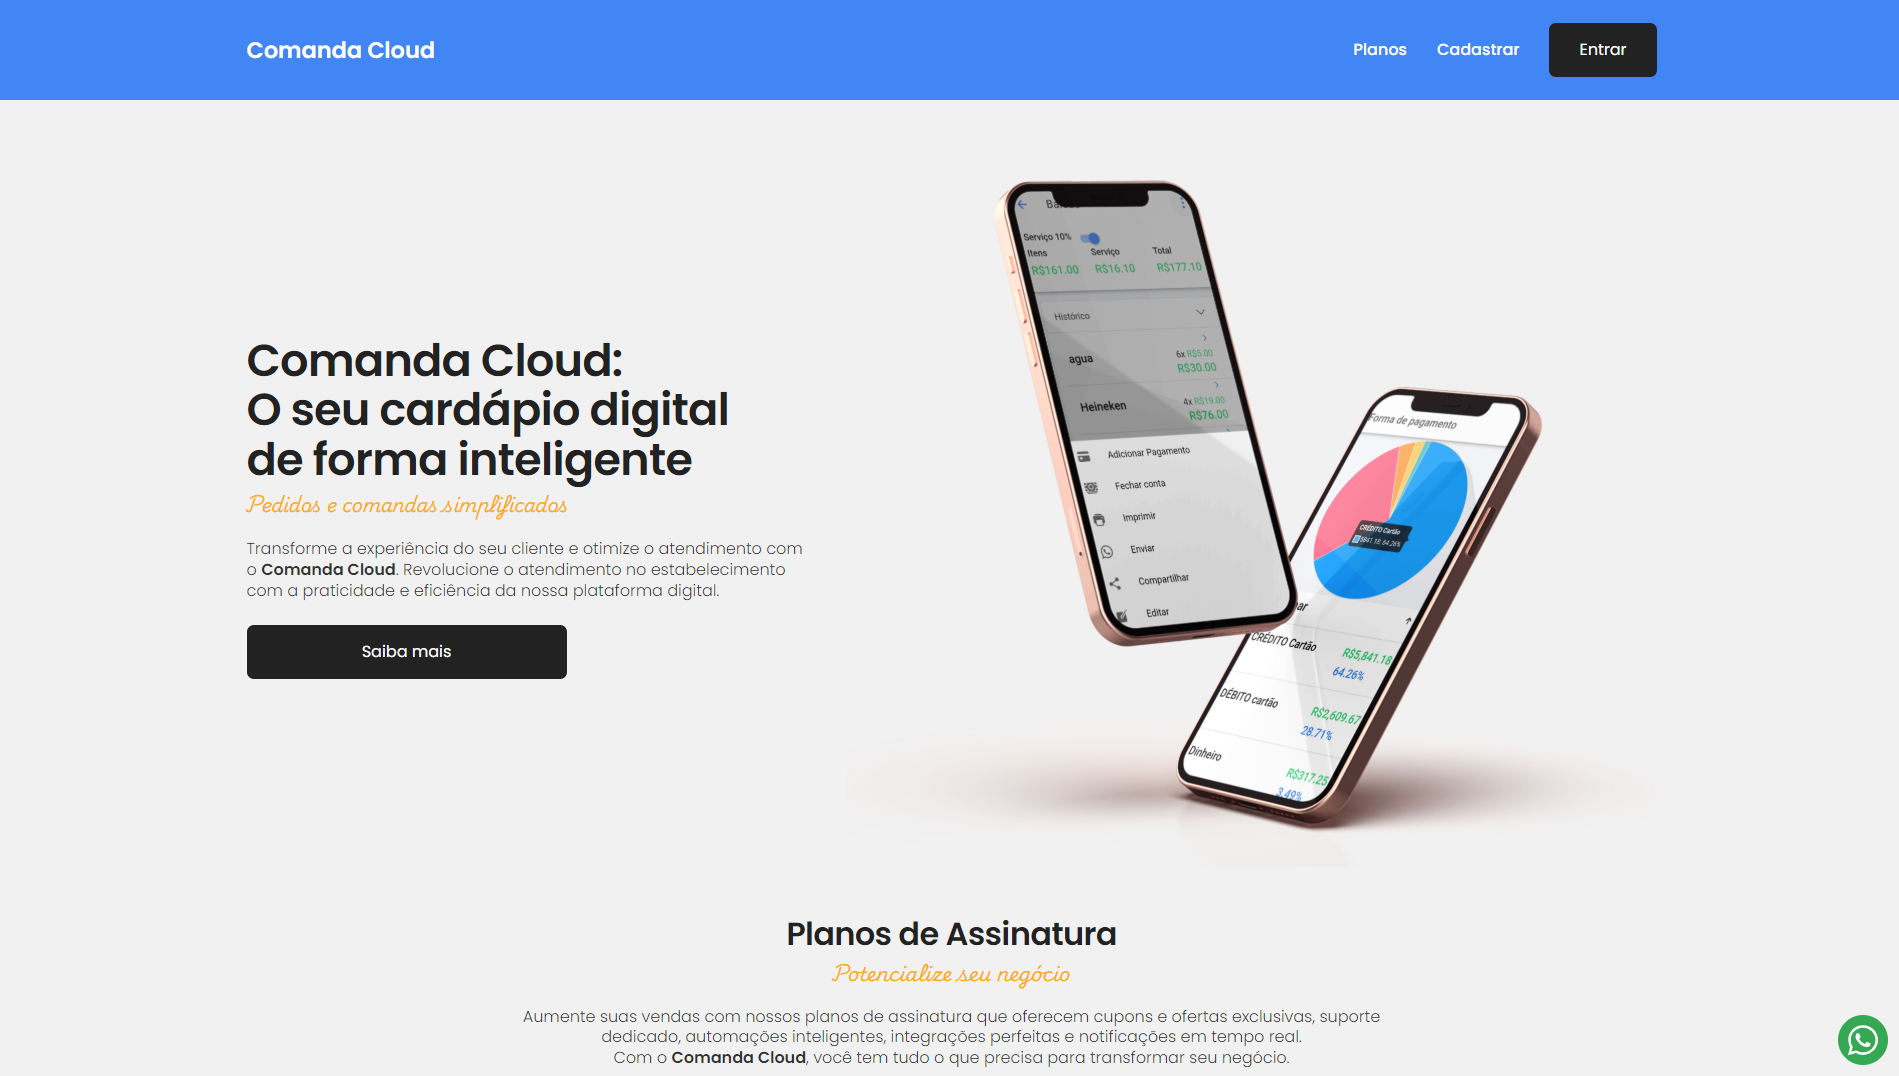 Comanda Cloud
Planos
Cadastrar
Entrar
Comanda Cloud:
O seu cardápio digital
de forma inteligente
Pedidos e comandas simplificados
Transforme a experiência do seu cliente e otimize o atendimento com
o Comanda Cloud. Revolucione o atendimento no estabelecimento
com a praticidade e eficiência da nossa plataforma digital.
Saiba mais
Serviço 10%
Itens Serviço Total
R$161.00 R$16.10 R$177.10
Histórico
agua 6x R$5.00
R$30.00
Heineken 4x R$19.00
R$76.00
Adicionar Pagamento
Fechar conta
Imprimir
Enviar
Compartilhar
Editar
Forma de pagamento
CRÉDITO Cartão
5841.18: 64.26%
CRÉDITO Cartão R$5,841.18
64.26%
DÉBITO cartão R$2,609.67
28.71%
Dinheiro R$317.25
3.49%
Planos de Assinatura
Potencialize seu negócio
Aumente suas vendas com nossos planos de assinatura que oferecem cupons e ofertas exclusivas, suporte
dedicado, automações inteligentes, integrações perfeitas e notificações em tempo real.
Com o Comanda Cloud, você tem tudo o que precisa para transformar seu negócio.